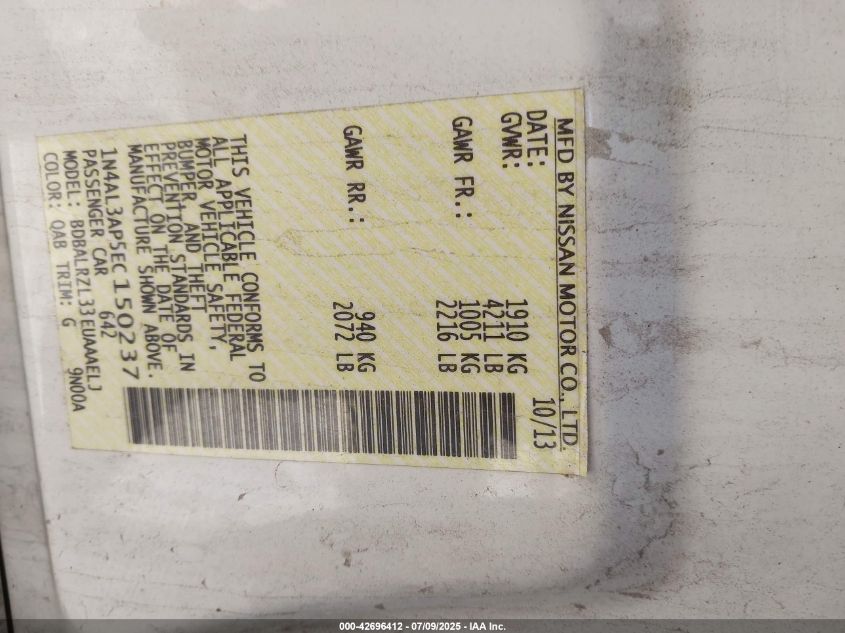 MFD BY NISSAN MOTOR CO., LTD.
DATE: 10/13
GVWR: 1910 KG
4211 LB
GAWR FR.: 1005 KG
2216 LB
GAWR RR.: 940 KG
2072 LB
THIS VEHICLE CONFORMS TO
ALL APPLICABLE FEDERAL
MOTOR VEHICLE SAFETY,
BUMPER, AND THEFT
PREVENTION STANDARDS IN
EFFECT ON THE DATE OF
MANUFACTURE SHOWN ABOVE.
1N4AL3AP5EC150237
PASSENGER CAR 642
MODEL: BDBALRZL33EUAAAELJ
COLOR: QAB TRIM: G 9N00A
000-42696412 - 07/09/2025 - IAA Inc.